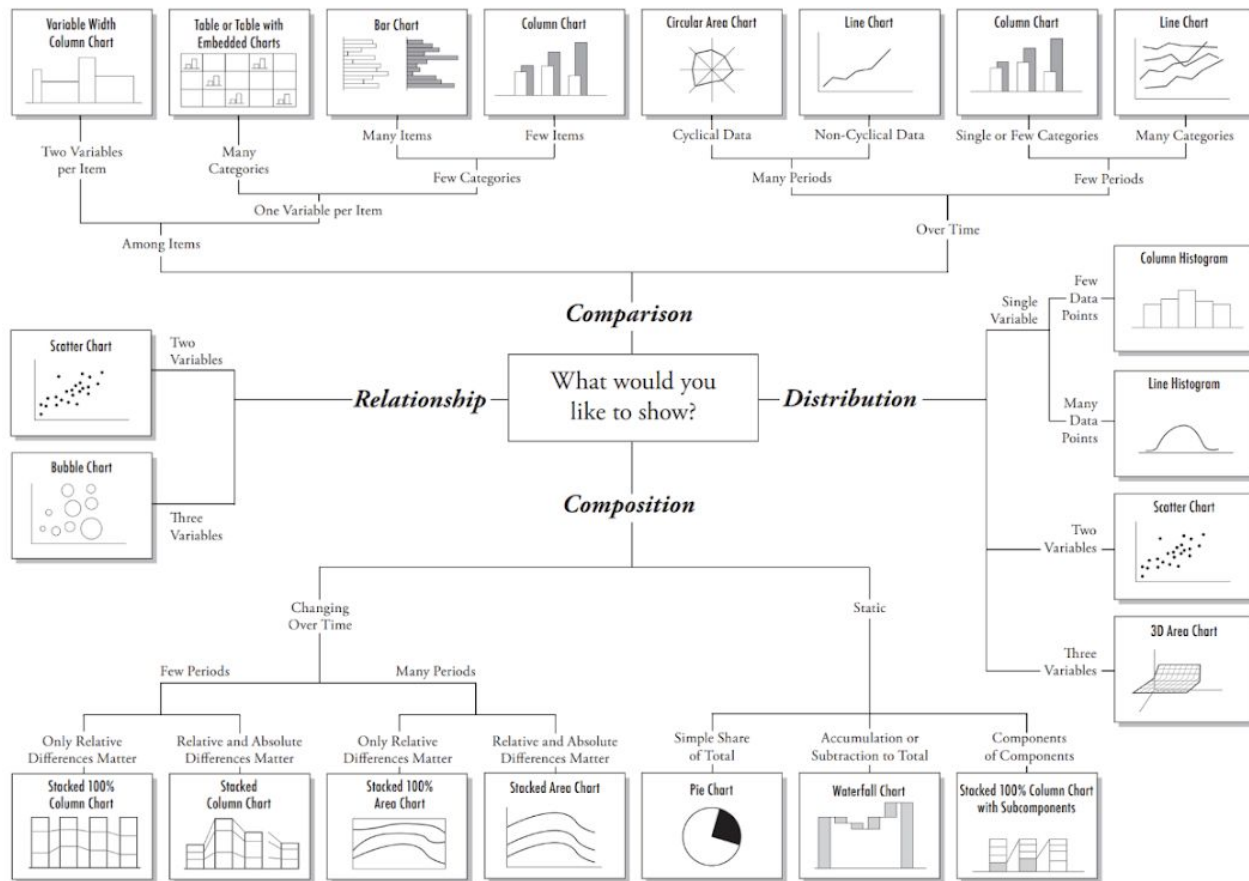 Variable Width
Column Chart
Table or Table with
Embedded Charts
Bar Chart
Column Chart
Circular Area Chart
Line Chart
Column Chart
Line Chart
Many Items
Few Items
Cyclical Data
Non-Cyclical Data
Single or Few Categories
Many Categories
Two Variables
per Item
Many
Categories
Few Categories
Many Periods
Few Periods
One Variable per Item
Among Items
Over Time
Comparison
Relationship
What would you
like to show?
Distribution
Composition
Scatter Chart
Two
Variables
Bubble Chart
Three
Variables
Single
Variable
Few
Data
Points
Column Histogram
Many
Data
Points
Line Histogram
Two
Variables
Scatter Chart
Three
Variables
3D Area Chart
Changing
Over Time
Static
Few Periods
Many Periods
Only Relative
Differences Matter
Relative and Absolute
Differences Matter
Only Relative
Differences Matter
Relative and Absolute
Differences Matter
Simple Share
of Total
Accumulation or
Subtraction to Total
Components
of Components
Stacked 100%
Column Chart
Stacked
Column Chart
Stacked 100%
Area Chart
Stacked Area Chart
Pie Chart
Waterfall Chart
Stacked 100% Column Chart
with Subcomponents